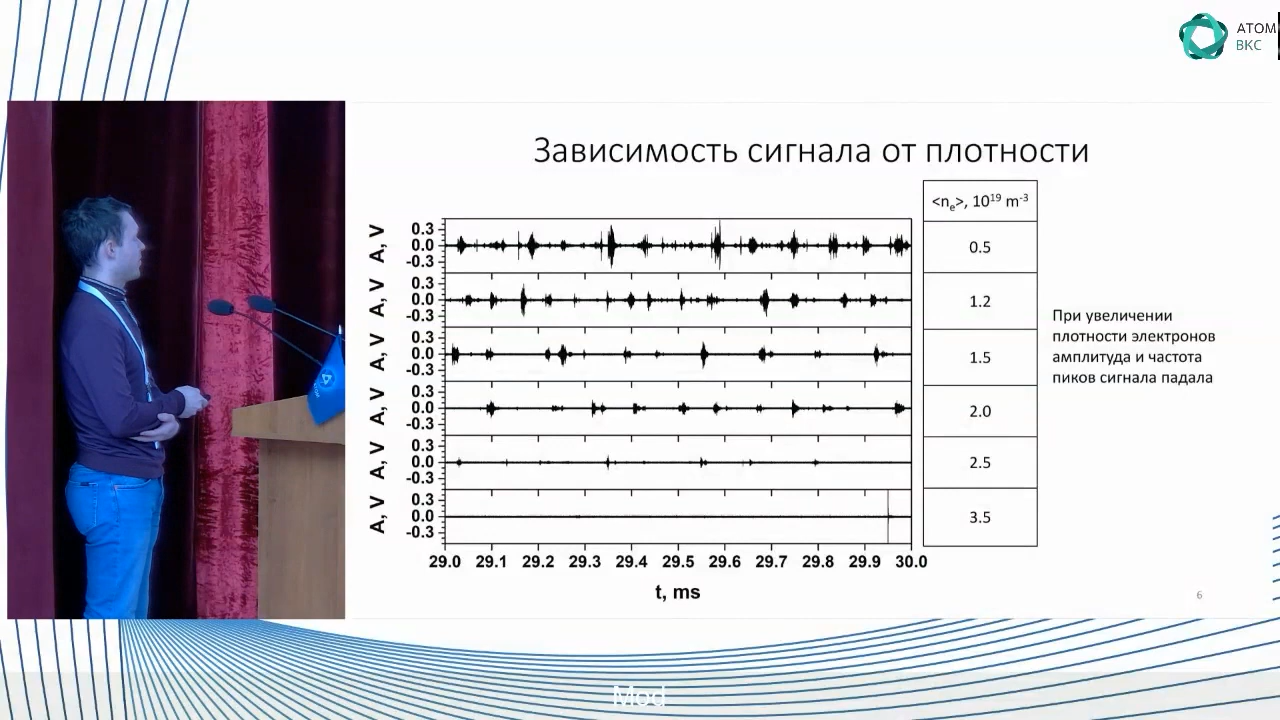 АТОМ
ВКС
Зависимость сигнала от плотности
<nₑ>, 10¹⁹ m⁻³
A, V 0.3 0.0 -0.3 0.5
A, V 0.3 0.0 -0.3 1.2
A, V 0.3 0.0 -0.3 1.5
A, V 0.3 0.0 -0.3 2.0
A, V 0.3 0.0 -0.3 2.5
A, V 0.3 0.0 -0.3 3.5
29.0 29.1 29.2 29.3 29.4 29.5 29.6 29.7 29.8 29.9 30.0
t, ms
При увеличении
плотности электронов
амплитуда и частота
пиков сигнала падала
6
Mod